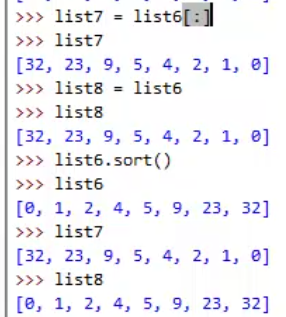 >>> list7 = list6[:]
>>> list7
[32, 23, 9, 5, 4, 2, 1, 0]
>>> list8 = list6
>>> list8
[32, 23, 9, 5, 4, 2, 1, 0]
>>> list6.sort()
>>> list6
[0, 1, 2, 4, 5, 9, 23, 32]
>>> list7
[32, 23, 9, 5, 4, 2, 1, 0]
>>> list8
[0, 1, 2, 4, 5, 9, 23, 32]